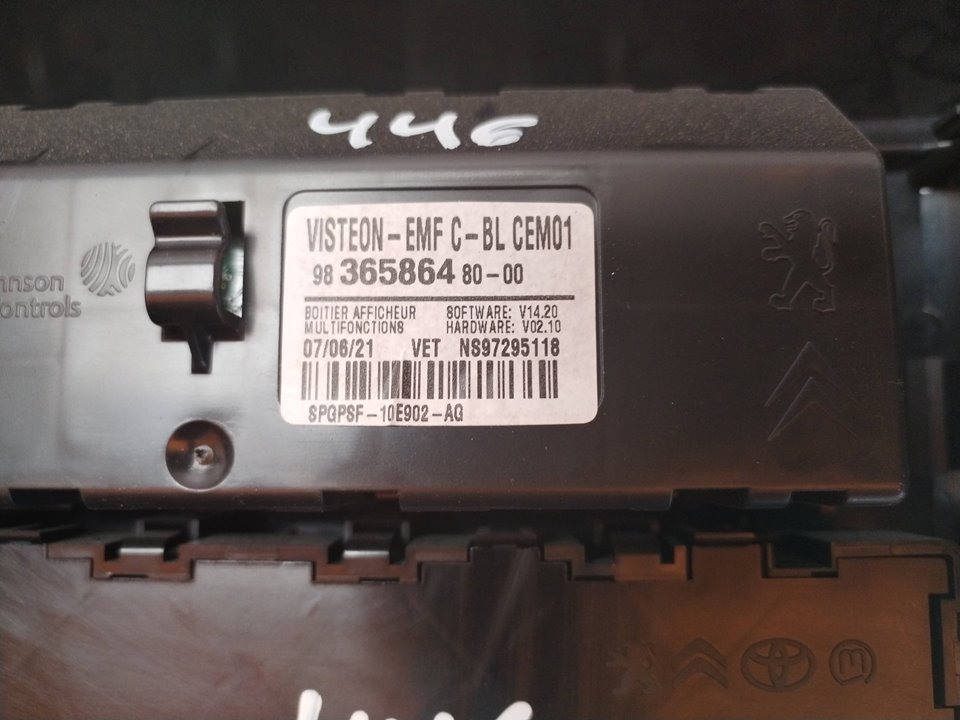 446
VISTEON-EMF C-BL CEM01
98 365864 80-00
BOITIER AFFICHEUR SOFTWARE: V14.20
MULTIFONCTIONS HARDWARE: V02.10
07/06/21 VET NS97295118
SPGPSF-10E902-AG
hnson
ontrols